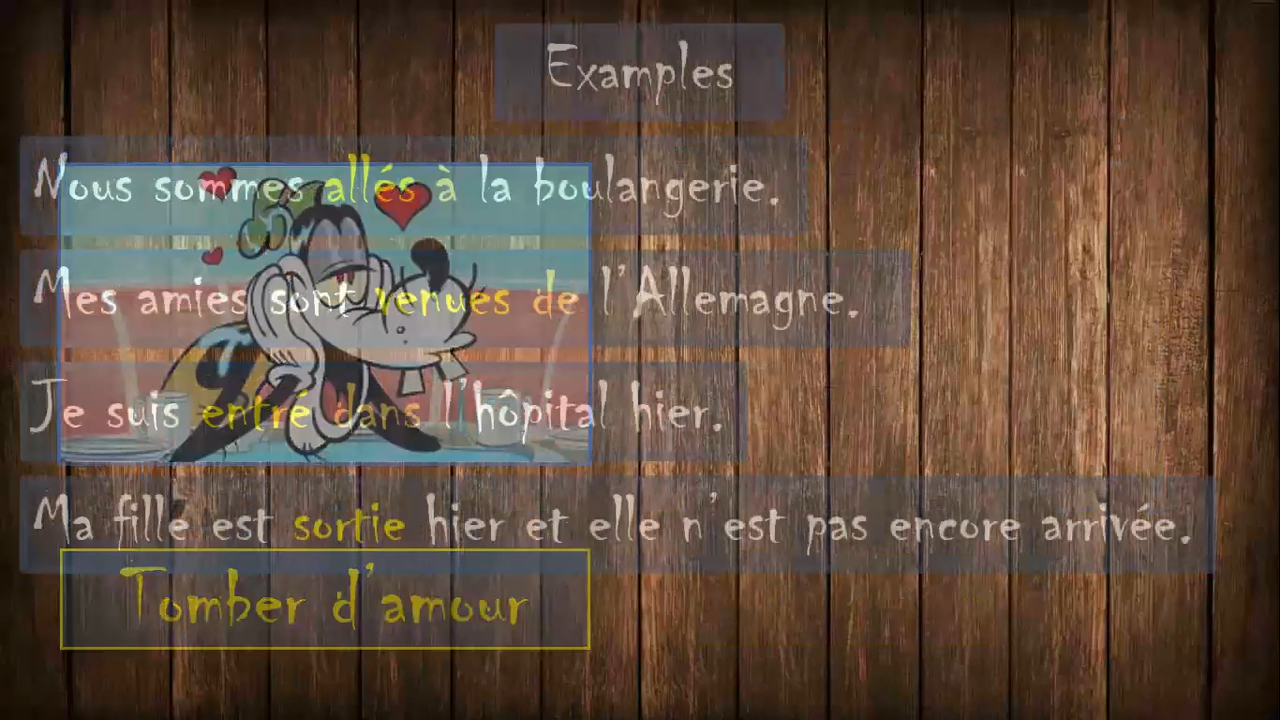 Examples
Nous sommes allés à la boulangerie.
Mes amies sont venues de l'Allemagne.
Je suis entré dans l'hôpital hier.
Ma fille est sortie hier et elle n'est pas encore arrivée.
Tomber d'amour